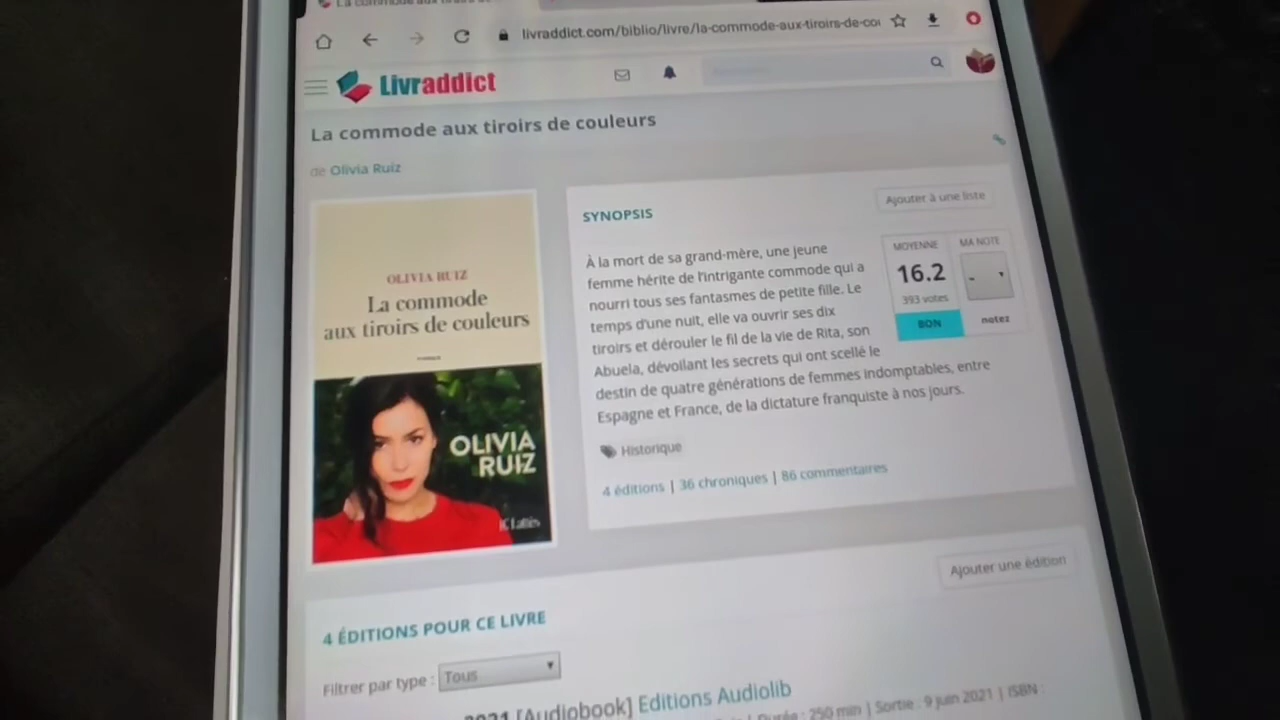 livraddict.com/biblio/livre/la-commode-aux-tiroirs-de-cou
Livraddict
La commode aux tiroirs de couleurs
de Olivia Ruiz
OLIVIA RUIZ
La commode
aux tiroirs de couleurs
OLIVIA
RUIZ
JC Lattès
Ajouter à une liste
SYNOPSIS
MOYENNE
MA NOTE
16.2
-
393 votes
BON
notez
À la mort de sa grand-mère, une jeune
femme hérite de l'intrigante commode qui a
nourri tous ses fantasmes de petite fille. Le
temps d'une nuit, elle va ouvrir ses dix
tiroirs et dérouler le fil de la vie de Rita, son
Abuela, dévoilant les secrets qui ont scellé le
destin de quatre générations de femmes indomptables, entre
Espagne et France, de la dictature franquiste à nos jours.
Historique
4 éditions | 36 chroniques | 86 commentaires
Ajouter une édition
4 ÉDITIONS POUR CE LIVRE
Filtrer par type : Tous
2021 [Audiobook] Editions Audiolib
Durée : 250 min | Sortie : 9 juin 2021 | ISBN :